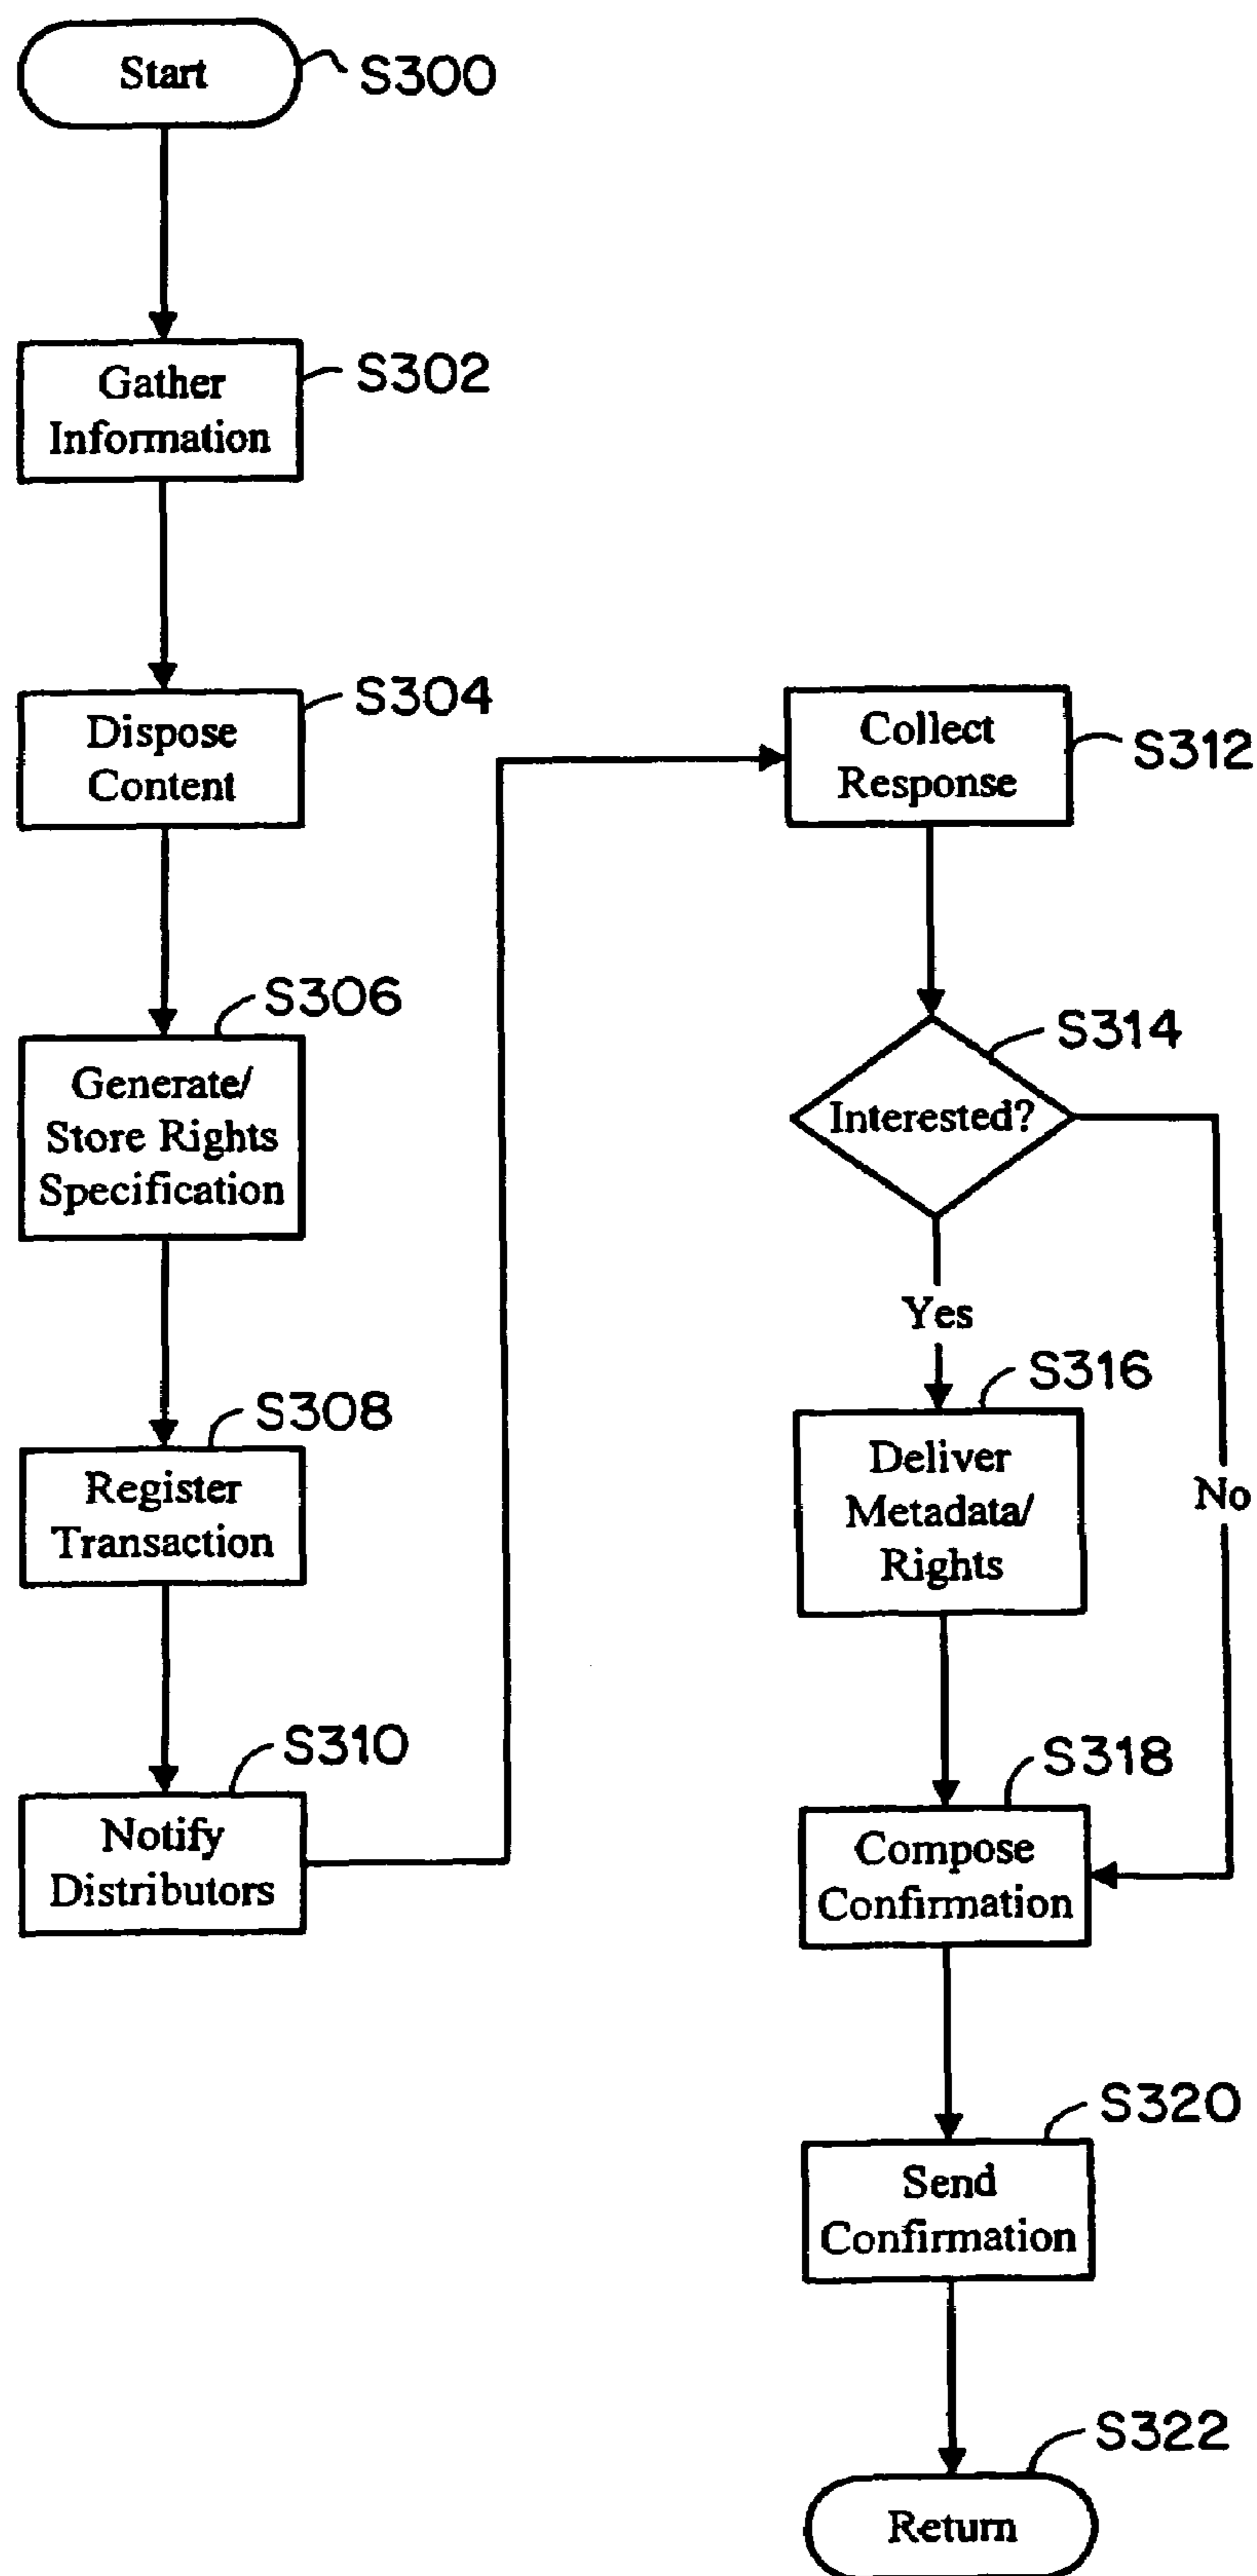 Start
S300
Gather
Information
S302
Dispose
Content
S304
Generate/
Store Rights
Specification
S306
Register
Transaction
S308
Notify
Distributors
S310
Collect
Response
S312
Interested?
S314
Yes
No
Deliver
Metadata/
Rights
S316
Compose
Confirmation
S318
Send
Confirmation
S320
Return
S322